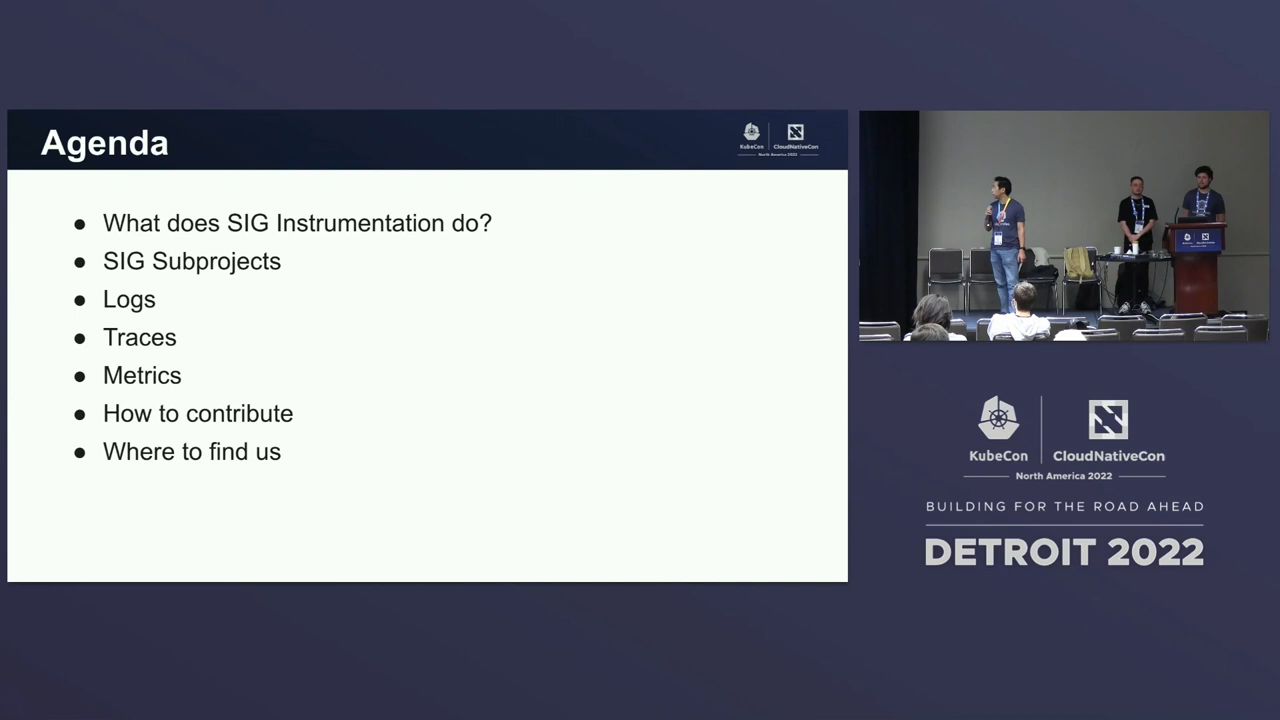 Agenda
KubeCon
CloudNativeCon
North America 2022
What does SIG Instrumentation do?
SIG Subprojects
Logs
Traces
Metrics
How to contribute
Where to find us
KubeCon
CloudNativeCon
North America 2022
BUILDING FOR THE ROAD AHEAD
DETROIT 2022